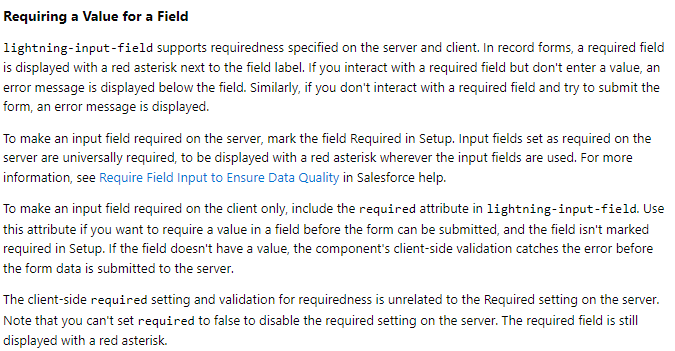 Requiring a Value for a Field
lightning-input-field supports requiredness specified on the server and client. In record forms, a required field
is displayed with a red asterisk next to the field label. If you interact with a required field but don't enter a value, an
error message is displayed below the field. Similarly, if you don't interact with a required field and try to submit the
form, an error message is displayed.
To make an input field required on the server, mark the field Required in Setup. Input fields set as required on the
server are universally required, to be displayed with a red asterisk wherever the input fields are used. For more
information, see Require Field Input to Ensure Data Quality in Salesforce help.
To make an input field required on the client only, include the required attribute in lightning-input-field. Use
this attribute if you want to require a value in a field before the form can be submitted, and the field isn't marked
required in Setup. If the field doesn't have a value, the component's client-side validation catches the error before
the form data is submitted to the server.
The client-side required setting and validation for requiredness is unrelated to the Required setting on the server.
Note that you can't set required to false to disable the required setting on the server. The required field is still
displayed with a red asterisk.